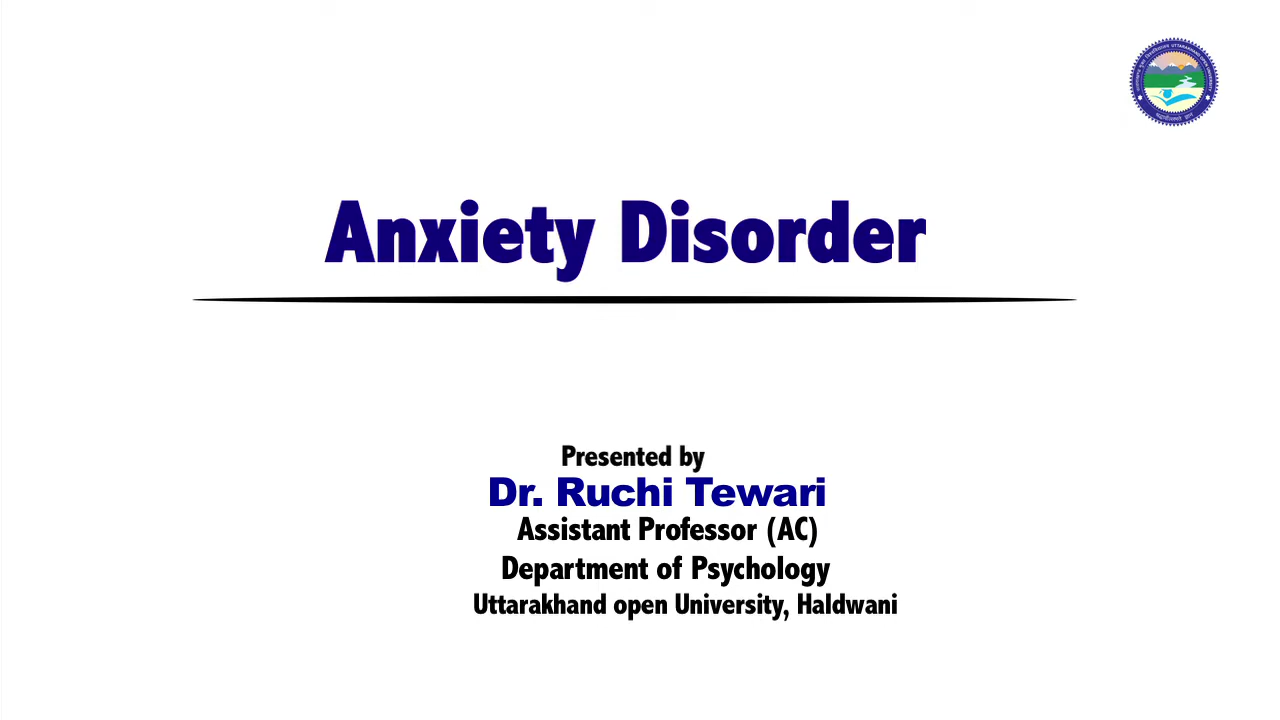 Anxiety Disorder
Presented by
Dr. Ruchi Tewari
Assistant Professor (AC)
Department of Psychology
Uttarakhand open University, Haldwani